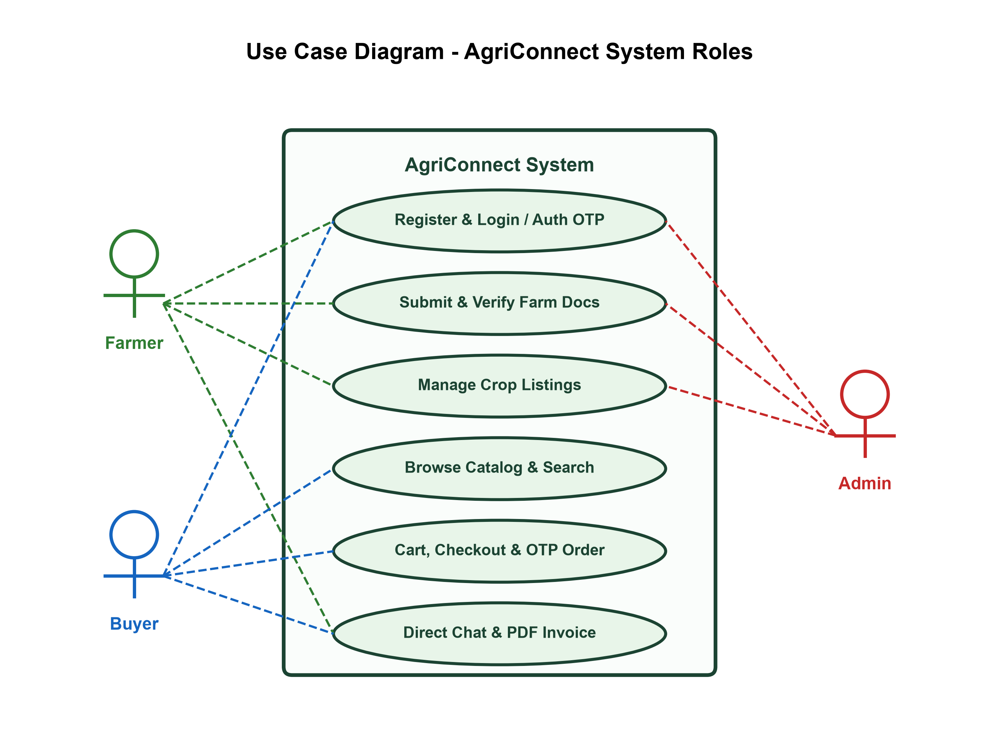 Use Case Diagram - AgriConnect System Roles
AgriConnect System
Register & Login / Auth OTP
Submit & Verify Farm Docs
Farmer
Manage Crop Listings
Browse Catalog & Search
Admin
Cart, Checkout & OTP Order
Buyer
Direct Chat & PDF Invoice